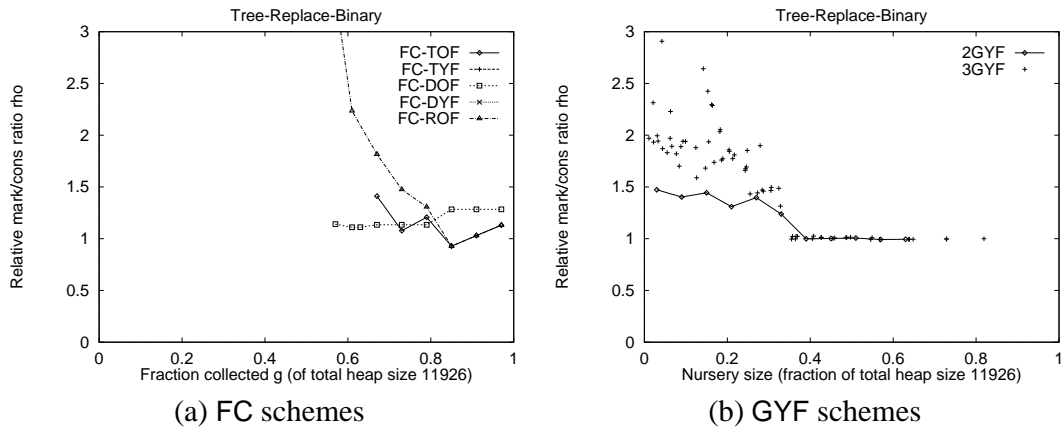 Tree-Replace-Binary
Relative mark/cons ratio rho
3
2.5
2
1.5
1
0.5
0
FC-TOF
FC-TYF
FC-DOF
FC-DYF
FC-ROF
0 0.2 0.4 0.6 0.8 1
Fraction collected g (of total heap size 11926)
(a) FC schemes
Tree-Replace-Binary
Relative mark/cons ratio rho
3
2.5
2
1.5
1
0.5
0
2GYF
3GYF
0 0.2 0.4 0.6 0.8 1
Nursery size (fraction of total heap size 11926)
(b) GYF schemes